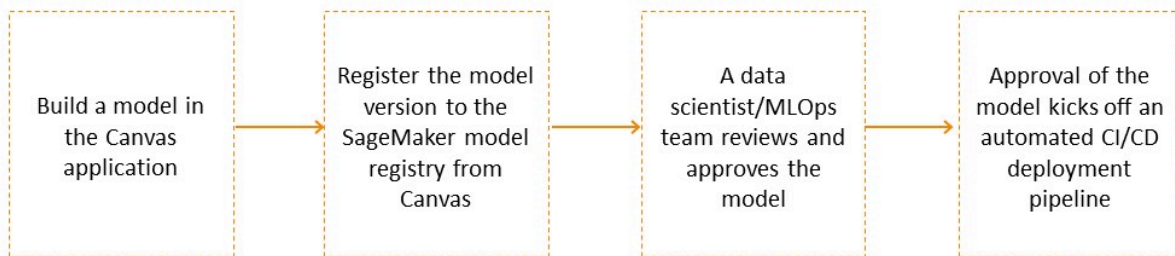 Build a model in
the Canvas
application
Register the model
version to the
SageMaker model
registry from
Canvas
A data
scientist/MLOps
team reviews and
approves the
model
Approval of the
model kicks off an
automated CI/CD
deployment
pipeline